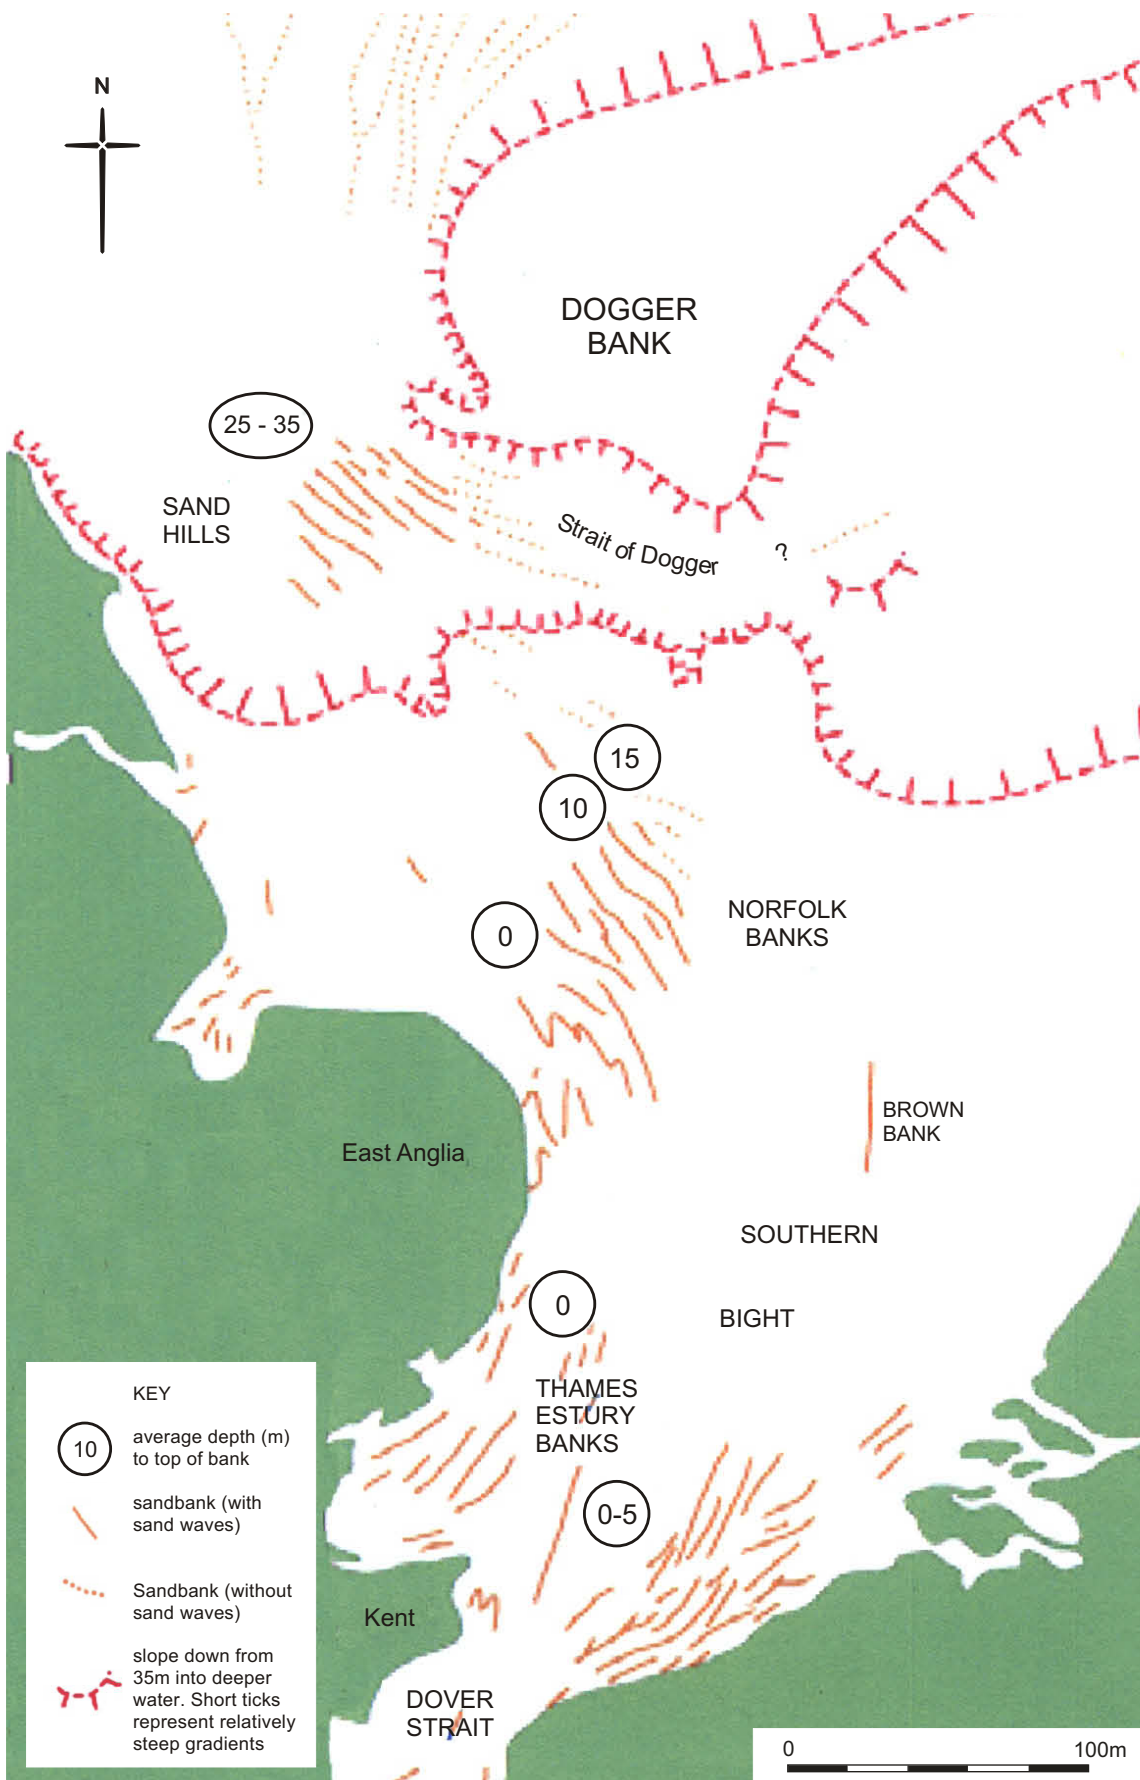 N
DOGGER
BANK
25 - 35
SAND
HILLS
Strait of Dogger
?
15
10
0
NORFOLK
BANKS
BROWN
BANK
East Anglia
SOUTHERN
BIGHT
0
THAMES
ESTURY
BANKS
0-5
Kent
DOVER
STRAIT
KEY
10
average depth (m)
to top of bank
sandbank (with
sand waves)
Sandbank (without
sand waves)
slope down from
35m into deeper
water. Short ticks
represent relatively
steep gradients
0
100m